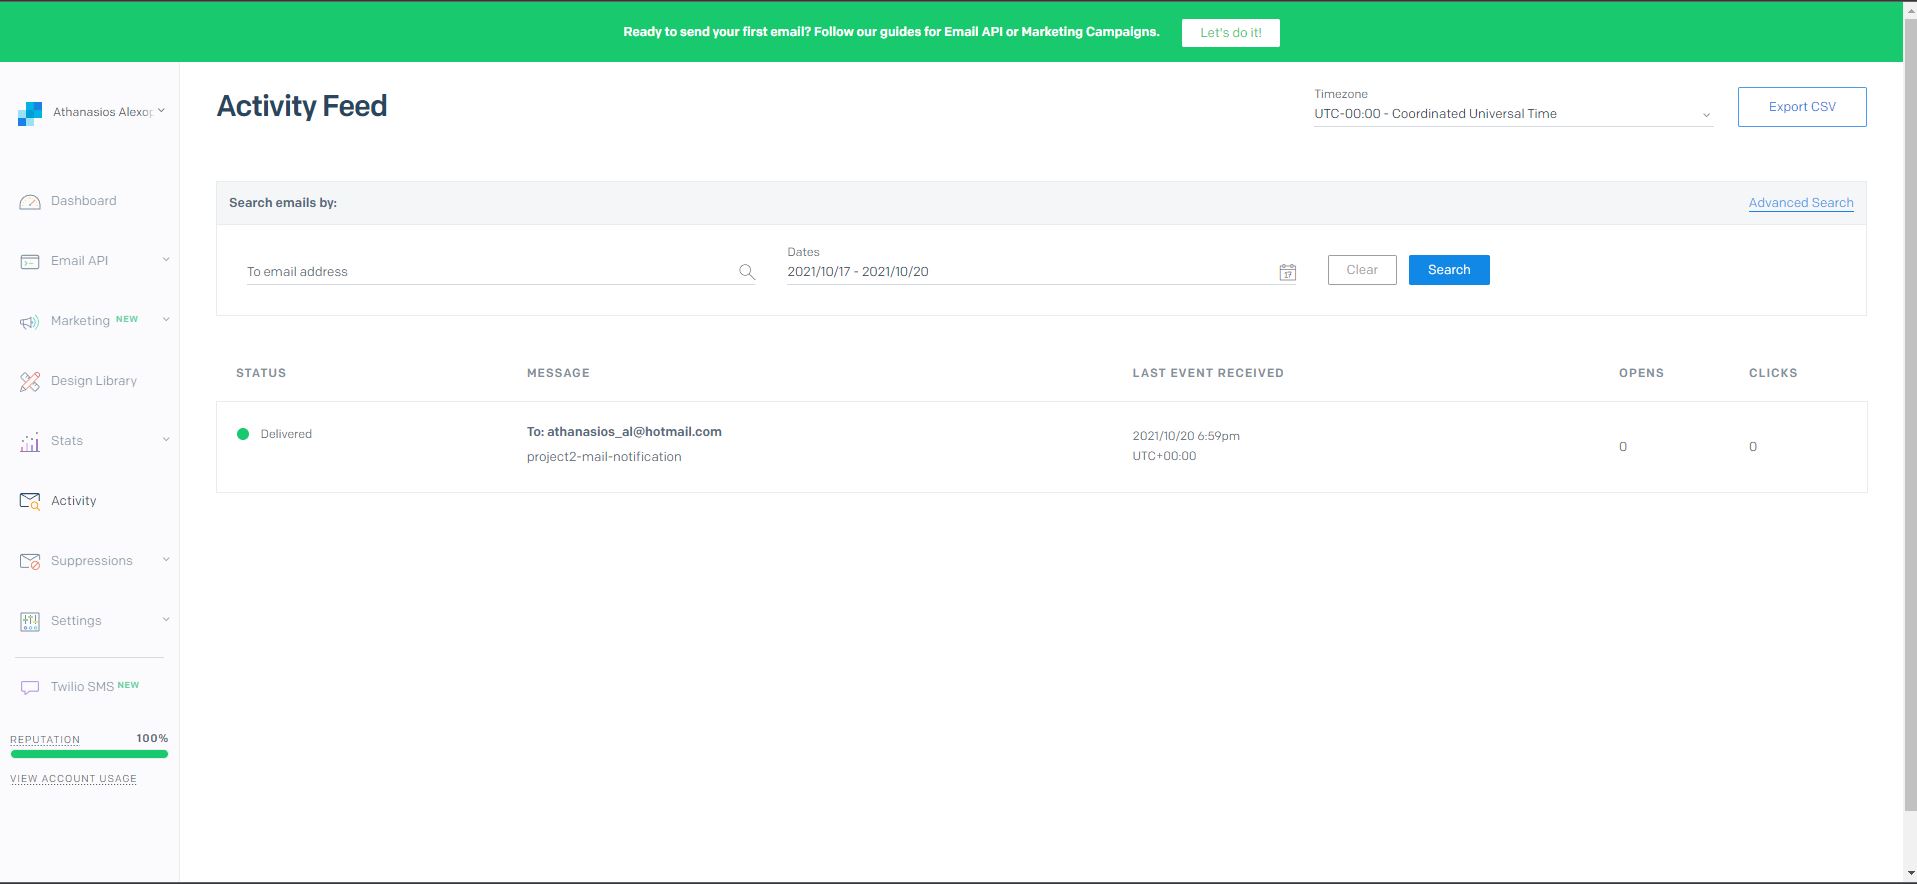 Ready to send your first email? Follow our guides for Email API or Marketing Campaigns.
Let's do it!
Athanasios Alexop
Dashboard
Email API
Marketing NEW
Design Library
Stats
Activity
Suppressions
Settings
Twilio SMS NEW
REPUTATION 100%
VIEW ACCOUNT USAGE
Activity Feed
Timezone
UTC-00:00 - Coordinated Universal Time
Export CSV
Search emails by:
Advanced Search
To email address
Dates
2021/10/17 - 2021/10/20
17
Clear
Search
STATUS MESSAGE LAST EVENT RECEIVED OPENS CLICKS
Delivered
To: athanasios_al@hotmail.com
project2-mail-notification
2021/10/20 6:59pm
UTC+00:00
0
0